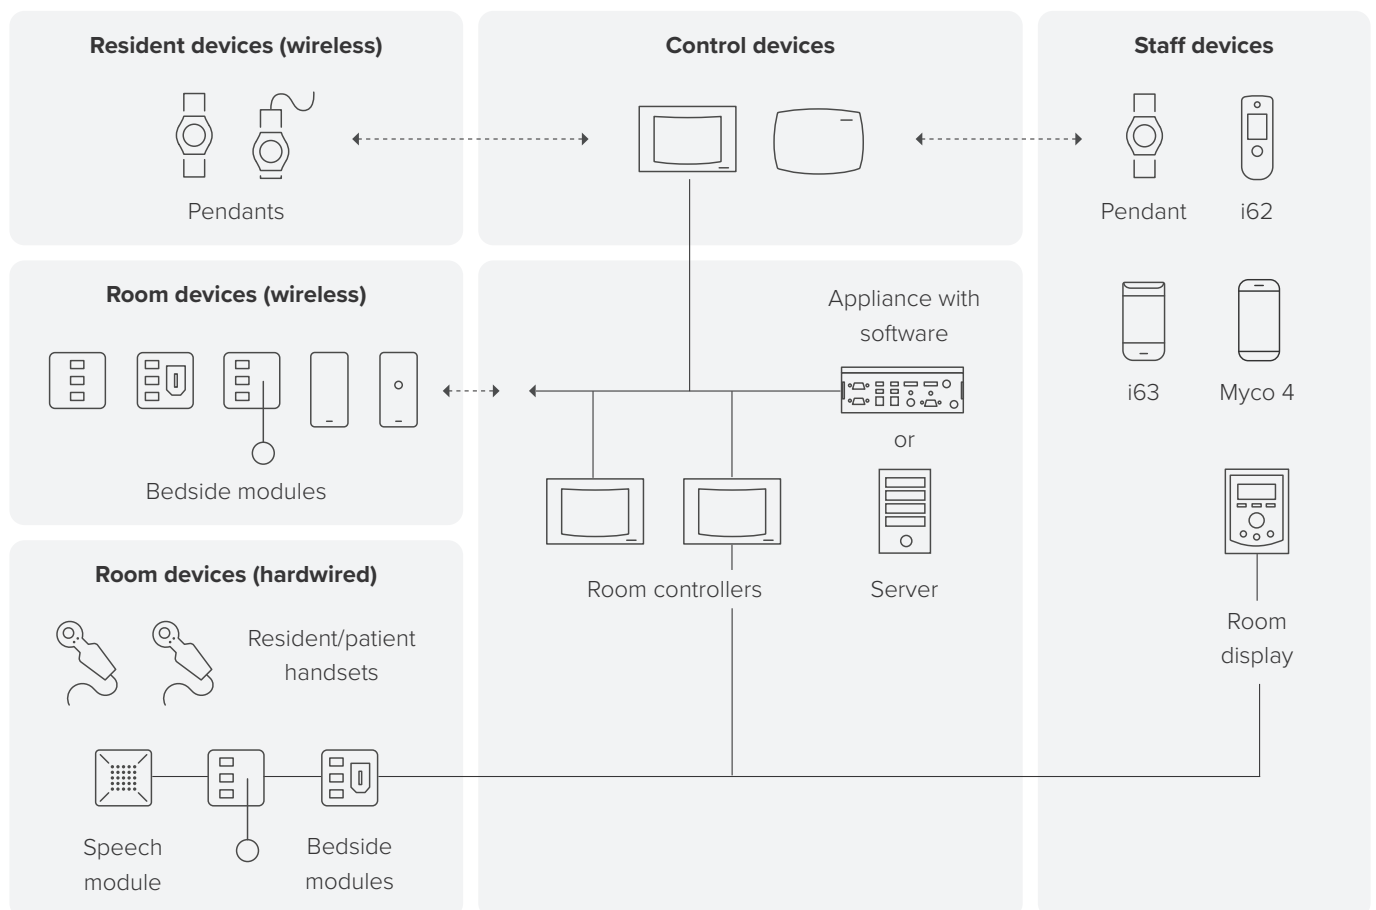 Resident devices (wireless)
Pendants
Control devices
Staff devices
Pendant
i62
i63
Myco 4
Room
display
Room devices (wireless)
Bedside modules
Appliance with
software
or
Room controllers
Server
Room devices (hardwired)
Resident/patient
handsets
Speech
module
Bedside
modules